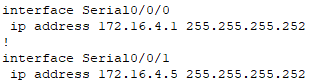 interface Serial0/0/0
 ip address 172.16.4.1 255.255.255.252
!
interface Serial0/0/1
 ip address 172.16.4.5 255.255.255.252